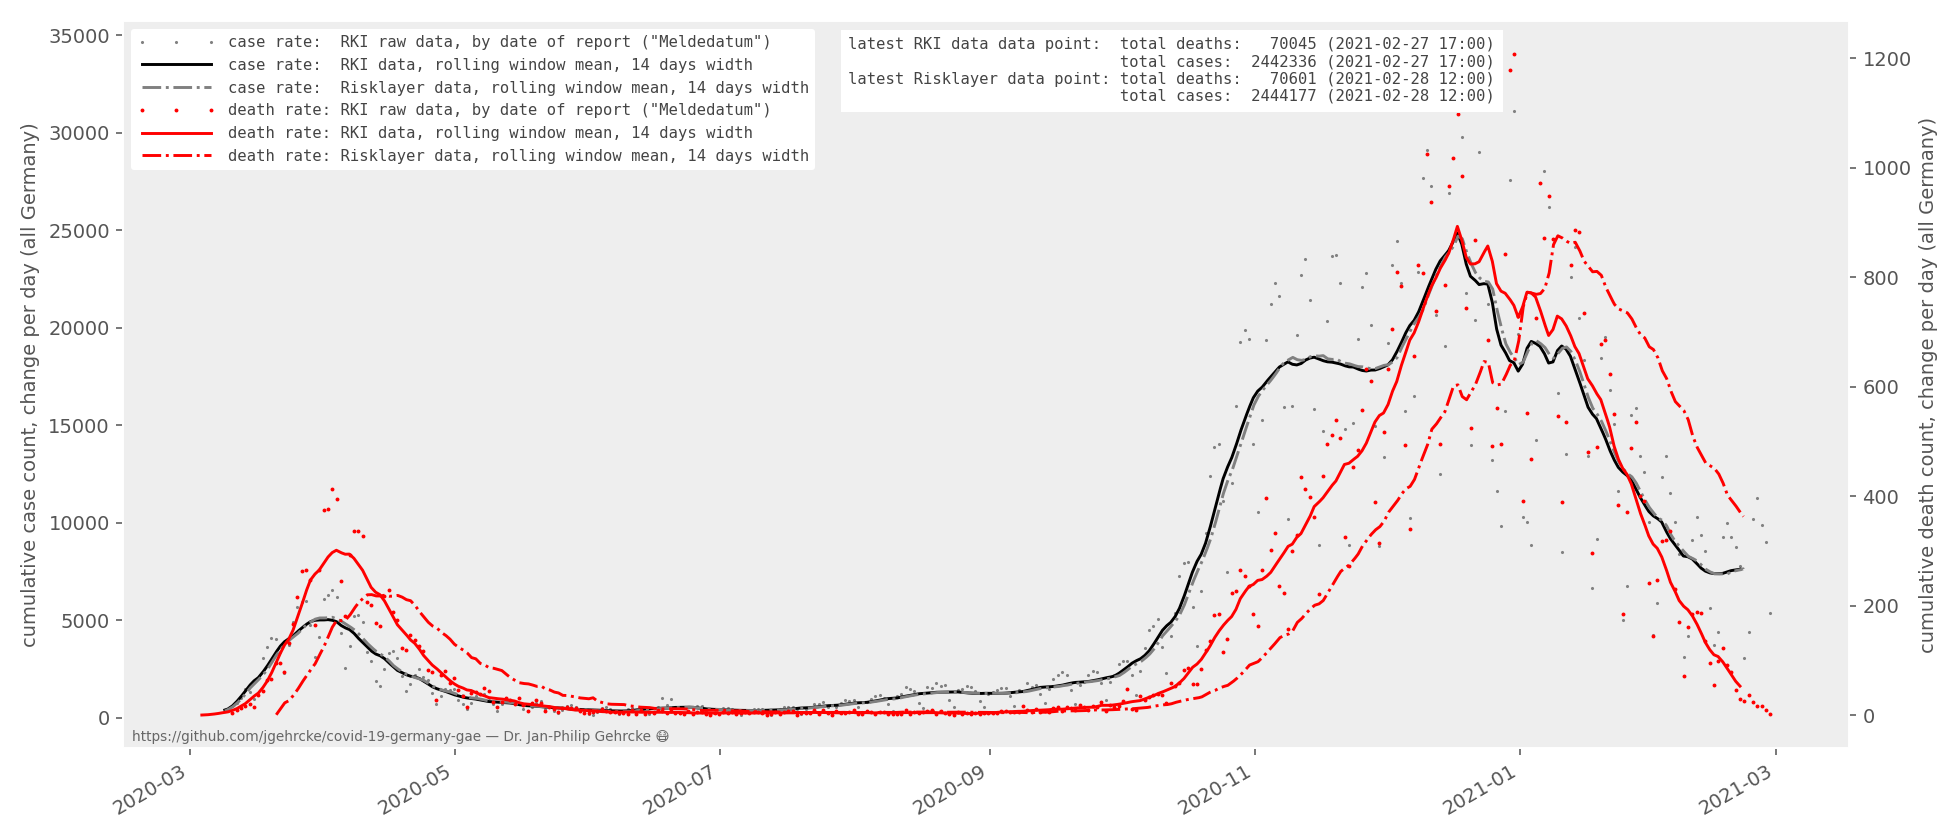 35000
30000
25000
20000
15000
10000
5000
0
cumulative case count, change per day (all Germany)
case rate:  RKI raw data, by date of report ("Meldedatum")
case rate:  RKI data, rolling window mean, 14 days width
case rate:  Risklayer data, rolling window mean, 14 days width
death rate: RKI raw data, by date of report ("Meldedatum")
death rate: RKI data, rolling window mean, 14 days width
death rate: Risklayer data, rolling window mean, 14 days width
latest RKI data data point:  total deaths:   70045 (2021-02-27 17:00)
total cases:  2442336 (2021-02-27 17:00)
latest Risklayer data point: total deaths:   70601 (2021-02-28 12:00)
total cases:  2444177 (2021-02-28 12:00)
1200
1000
800
600
400
200
0
cumulative death count, change per day (all Germany)
https://github.com/jgehrcke/covid-19-germany-gae — Dr. Jan-Philip Gehrcke 😷
2020-03
2020-05
2020-07
2020-09
2020-11
2021-01
2021-03